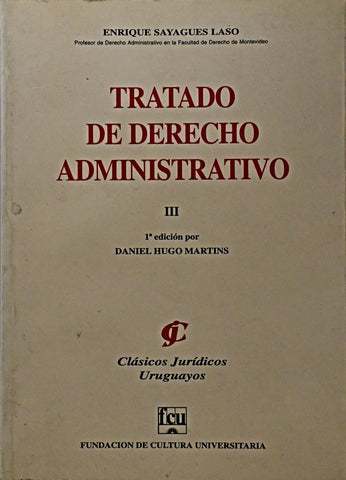 ENRIQUE SAYAGUES LASO
Profesor de Derecho Administrativo en la Facultad de Derecho de Montevideo
TRATADO
DE DERECHO
ADMINISTRATIVO
III
1ª edición por
DANIEL HUGO MARTINS
CJ
Clásicos Jurídicos
Uruguayos
fcu
FUNDACION DE CULTURA UNIVERSITARIA